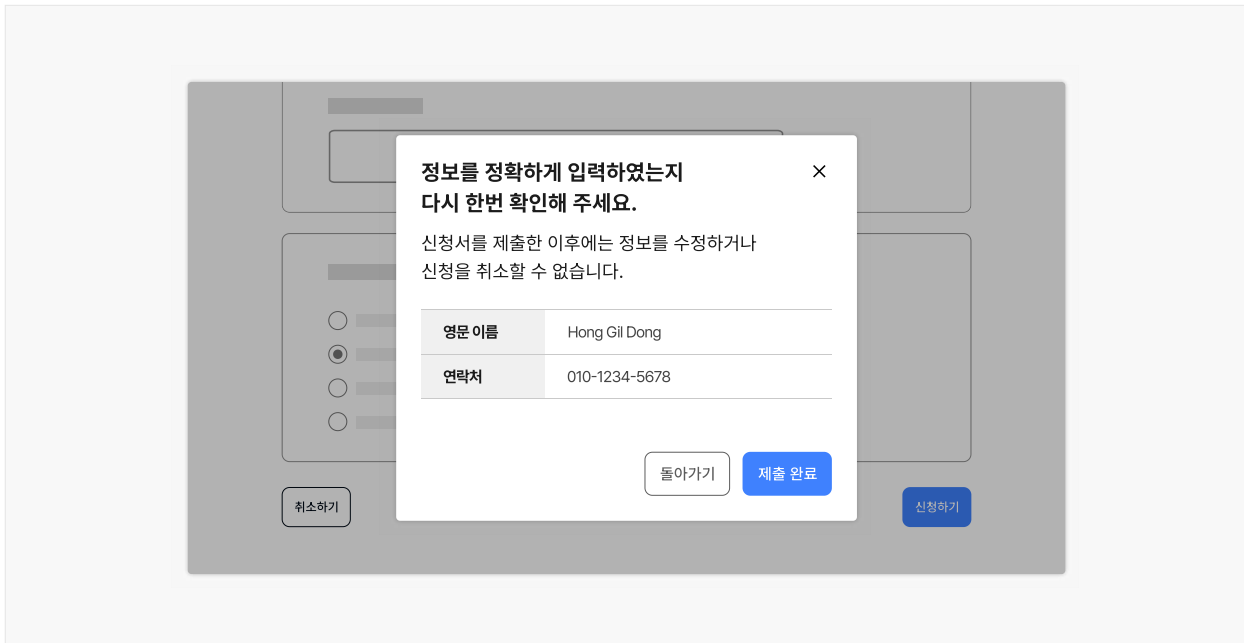 정보를 정확하게 입력하였는지
다시 한번 확인해 주세요.
신청서를 제출한 이후에는 정보를 수정하거나
신청을 취소할 수 없습니다.
영문 이름 Hong Gil Dong
연락처 010-1234-5678
돌아가기 제출 완료
취소하기 신청하기